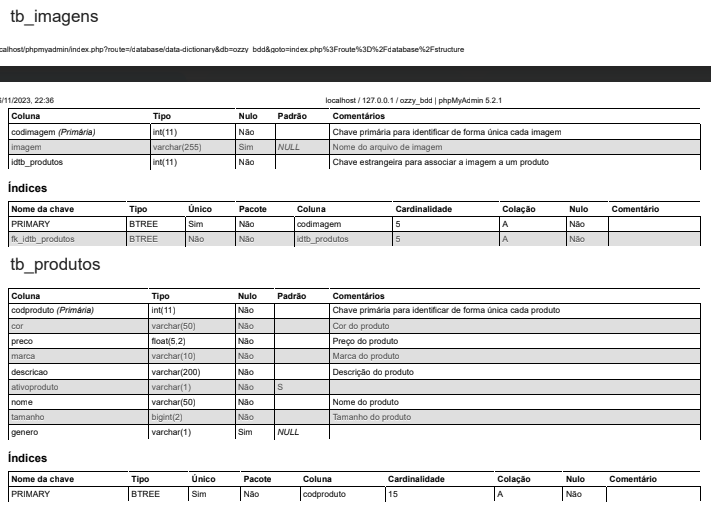 tb_imagens
calhost/phpmyadmin/index.php?route=/database/data-dictionary&db=ozzy_bdd&goto=index.php%3Froute%3D%2Fdatabase%2Fstructure
/11/2023, 22:36 localhost / 127.0.0.1 / ozzy_bdd | phpMyAdmin 5.2.1
Coluna Tipo Nulo Padrão Comentários
codimagem (Primária) int(11) Não Chave primária para identificar de forma única cada imagem
imagem varchar(255) Sim NULL Nome do arquivo de imagem
idtb_produtos int(11) Não Chave estrangeira para associar a imagem a um produto
Índices
Nome da chave Tipo Único Pacote Coluna Cardinalidade Colação Nulo Comentário
PRIMARY BTREE Sim Não codimagem 5 A Não
fk_idtb_produtos BTREE Não Não idtb_produtos 5 A Não
tb_produtos
Coluna Tipo Nulo Padrão Comentários
codproduto (Primária) int(11) Não Chave primária para identificar de forma única cada produto
cor varchar(50) Não Cor do produto
preco float(5,2) Não Preço do produto
marca varchar(10) Não Marca do produto
descricao varchar(200) Não Descrição do produto
ativoproduto varchar(1) Não S
nome varchar(50) Não Nome do produto
tamanho bigint(2) Não Tamanho do produto
genero varchar(1) Sim NULL
Índices
Nome da chave Tipo Único Pacote Coluna Cardinalidade Colação Nulo Comentário
PRIMARY BTREE Sim Não codproduto 15 A Não